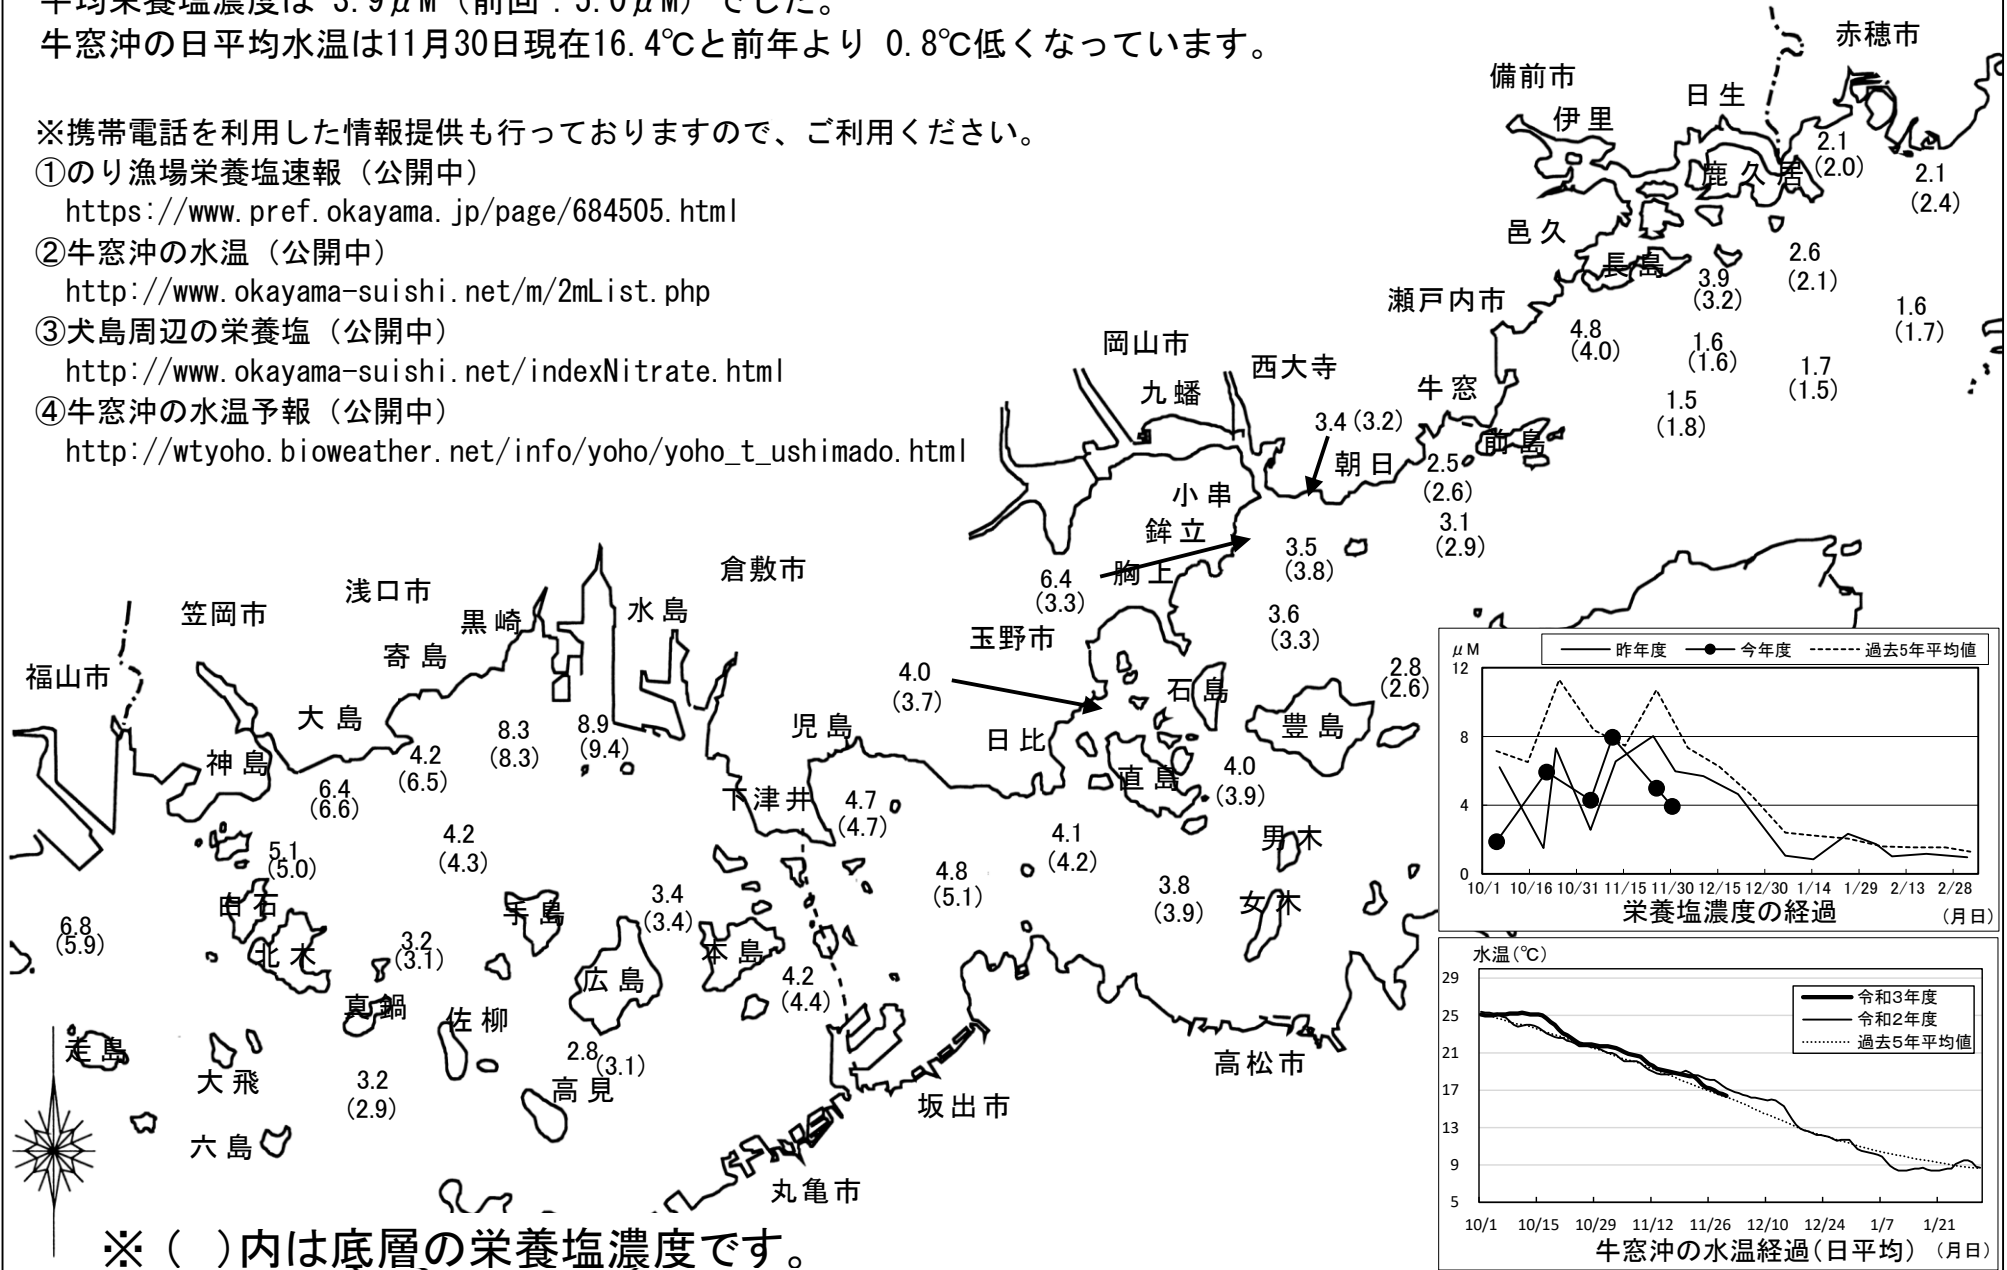 平均栄養塩濃度は 3.9μM（前回：5.0μM）でした。
牛窓沖の日平均水温は11月30日現在16.4℃と前年より 0.8℃低くなっています。
※携帯電話を利用した情報提供も行っておりますので、ご利用ください。
①のり漁場栄養塩速報（公開中）
https://www.pref.okayama.jp/page/684505.html
②牛窓沖の水温（公開中）
http://www.okayama-suishi.net/m/2mList.php
③犬島周辺の栄養塩（公開中）
http://www.okayama-suishi.net/indexNitrate.html
④牛窓沖の水温予報（公開中）
http://wtyoho.bioweather.net/info/yoho/yoho_t_ushimado.html
赤穂市
備前市
日生
伊里
2.1
(2.0)
鹿久居
2.1
(2.4)
邑久
長島
2.6
(2.1)
3.9
(3.2)
瀬戸内市
1.6
(1.7)
4.8
(4.0)
1.6
(1.6)
1.7
(1.5)
岡山市
西大寺
九蟠
牛窓
1.5
(1.8)
3.4 (3.2)
前島
朝日
2.5
(2.6)
小串
鉾立
3.1
(2.9)
3.5
(3.8)
胸上
6.4
(3.3)
3.6
(3.3)
玉野市
倉敷市
浅口市
笠岡市
黒崎
水島
寄島
福山市
4.0
(3.7)
石島
2.8
(2.6)
大島
8.3
(8.3)
8.9
(9.4)
児島
日比
豊島
神島
4.2
(6.5)
直島
4.0
(3.9)
6.4
(6.6)
下津井
4.7
(4.7)
4.2
(4.3)
4.1
(4.2)
男木
5.1
(5.0)
4.8
(5.1)
3.8
(3.9)
女木
白石
3.4
(3.4)
手島
6.8
(5.9)
北木
3.2
(3.1)
本島
広島
4.2
(4.4)
真鍋
佐柳
走島
2.8
(3.1)
高松市
大飛
3.2
(2.9)
高見
坂出市
六島
丸亀市
※（ ）内は底層の栄養塩濃度です。
μM
昨年度 今年度 過去5年平均値
12
8
4
0
10/1 10/16 10/31 11/15 11/30 12/15 12/30 1/14 1/29 2/13 2/28
栄養塩濃度の経過 （月日）
水温(℃)
令和3年度
令和2年度
過去5年平均値
29
25
21
17
13
9
5
10/1 10/15 10/29 11/12 11/26 12/10 12/24 1/7 1/21
牛窓沖の水温経過(日平均) （月日）